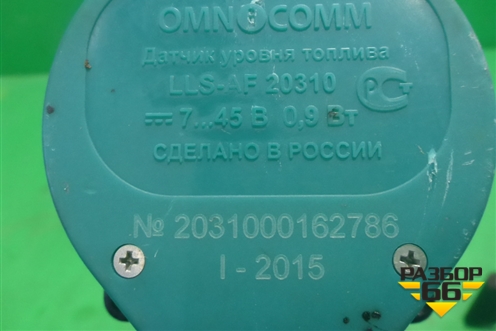 OMNICOMM
Датчик уровня топлива
LLS-AF 20310
7...45 В 0,9 Вт
СДЕЛАНО В РОССИИ
№ 2031000162786
I - 2015
РАЗБОР
66